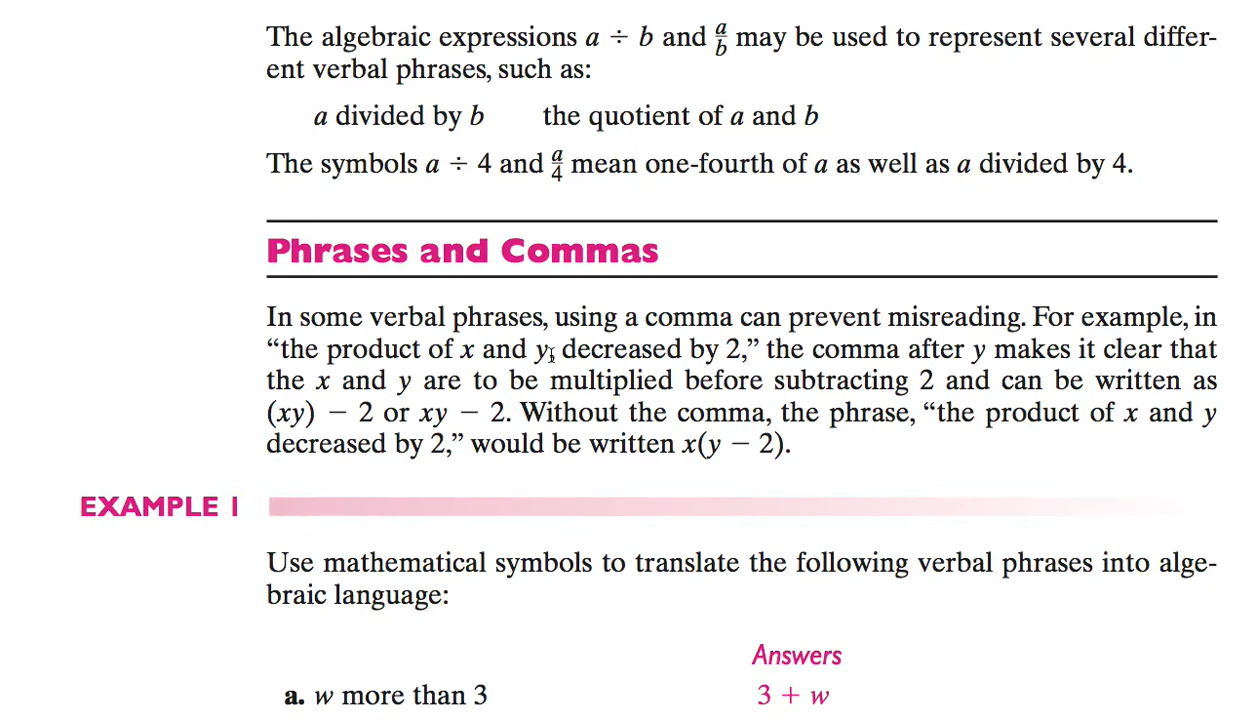 The algebraic expressions a ÷ b and a/b may be used to represent several differ-
ent verbal phrases, such as:
a divided by b the quotient of a and b
The symbols a ÷ 4 and a/4 mean one-fourth of a as well as a divided by 4.
Phrases and Commas
In some verbal phrases, using a comma can prevent misreading. For example, in
“the product of x and y, decreased by 2,” the comma after y makes it clear that
the x and y are to be multiplied before subtracting 2 and can be written as
(xy) − 2 or xy − 2. Without the comma, the phrase, “the product of x and y
decreased by 2,” would be written x(y − 2).
EXAMPLE 1
Use mathematical symbols to translate the following verbal phrases into alge-
braic language:
Answers
a. w more than 3 3 + w